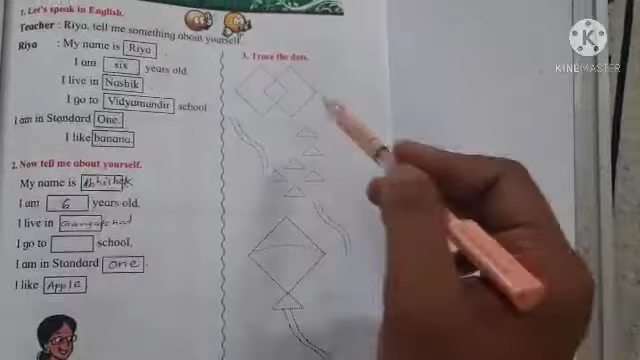 1. Let's speak in English.
Teacher : Riya, tell me something about yourself.
Riya : My name is Riya
I am six years old.
I live in Nashik
I go to Vidyamandir school
I am in Standard One.
I like banana.
2. Now tell me about yourself.
My name is Abhishek
I am 6 years old.
I live in
I go to school.
I am in Standard One.
I like Apple
3. Trace the dots.
KINEMASTER